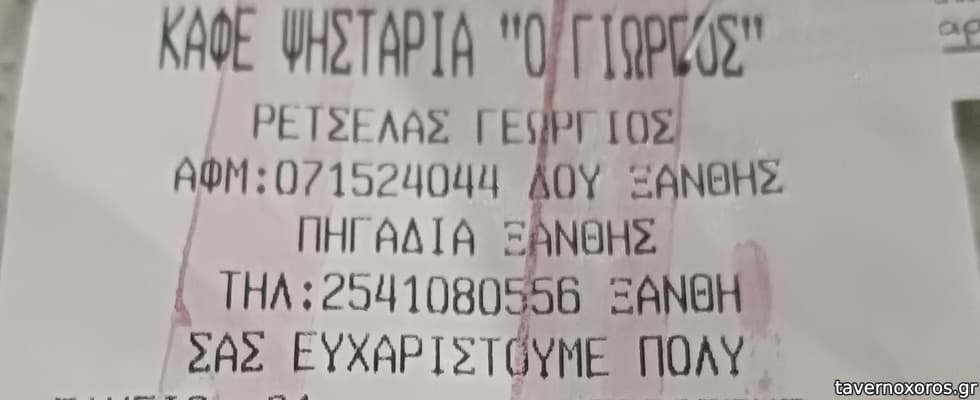 ΚΑΦΕ ΨΗΣΤΑΡΙΑ "Ο ΓΙΩΡΓΟΣ"
ΡΕΤΣΕΛΑΣ ΓΕΩΡΓΙΟΣ
ΑΦΜ:071524044 ΔΟΥ ΞΑΝΘΗΣ
ΠΗΓΑΔΙΑ ΞΑΝΘΗΣ
ΤΗΛ:2541080556 ΞΑΝΘΗ
ΣΑΣ ΕΥΧΑΡΙΣΤΟΥΜΕ ΠΟΛΥ
tavernoxoros.gr